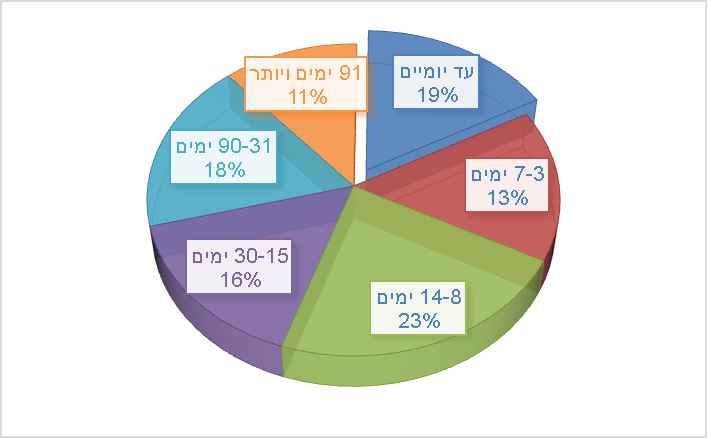 עד יומיים
19%
7-3 ימים
13%
14-8 ימים
23%
30-15 ימים
16%
90-31 ימים
18%
91 ימים ויותר
11%